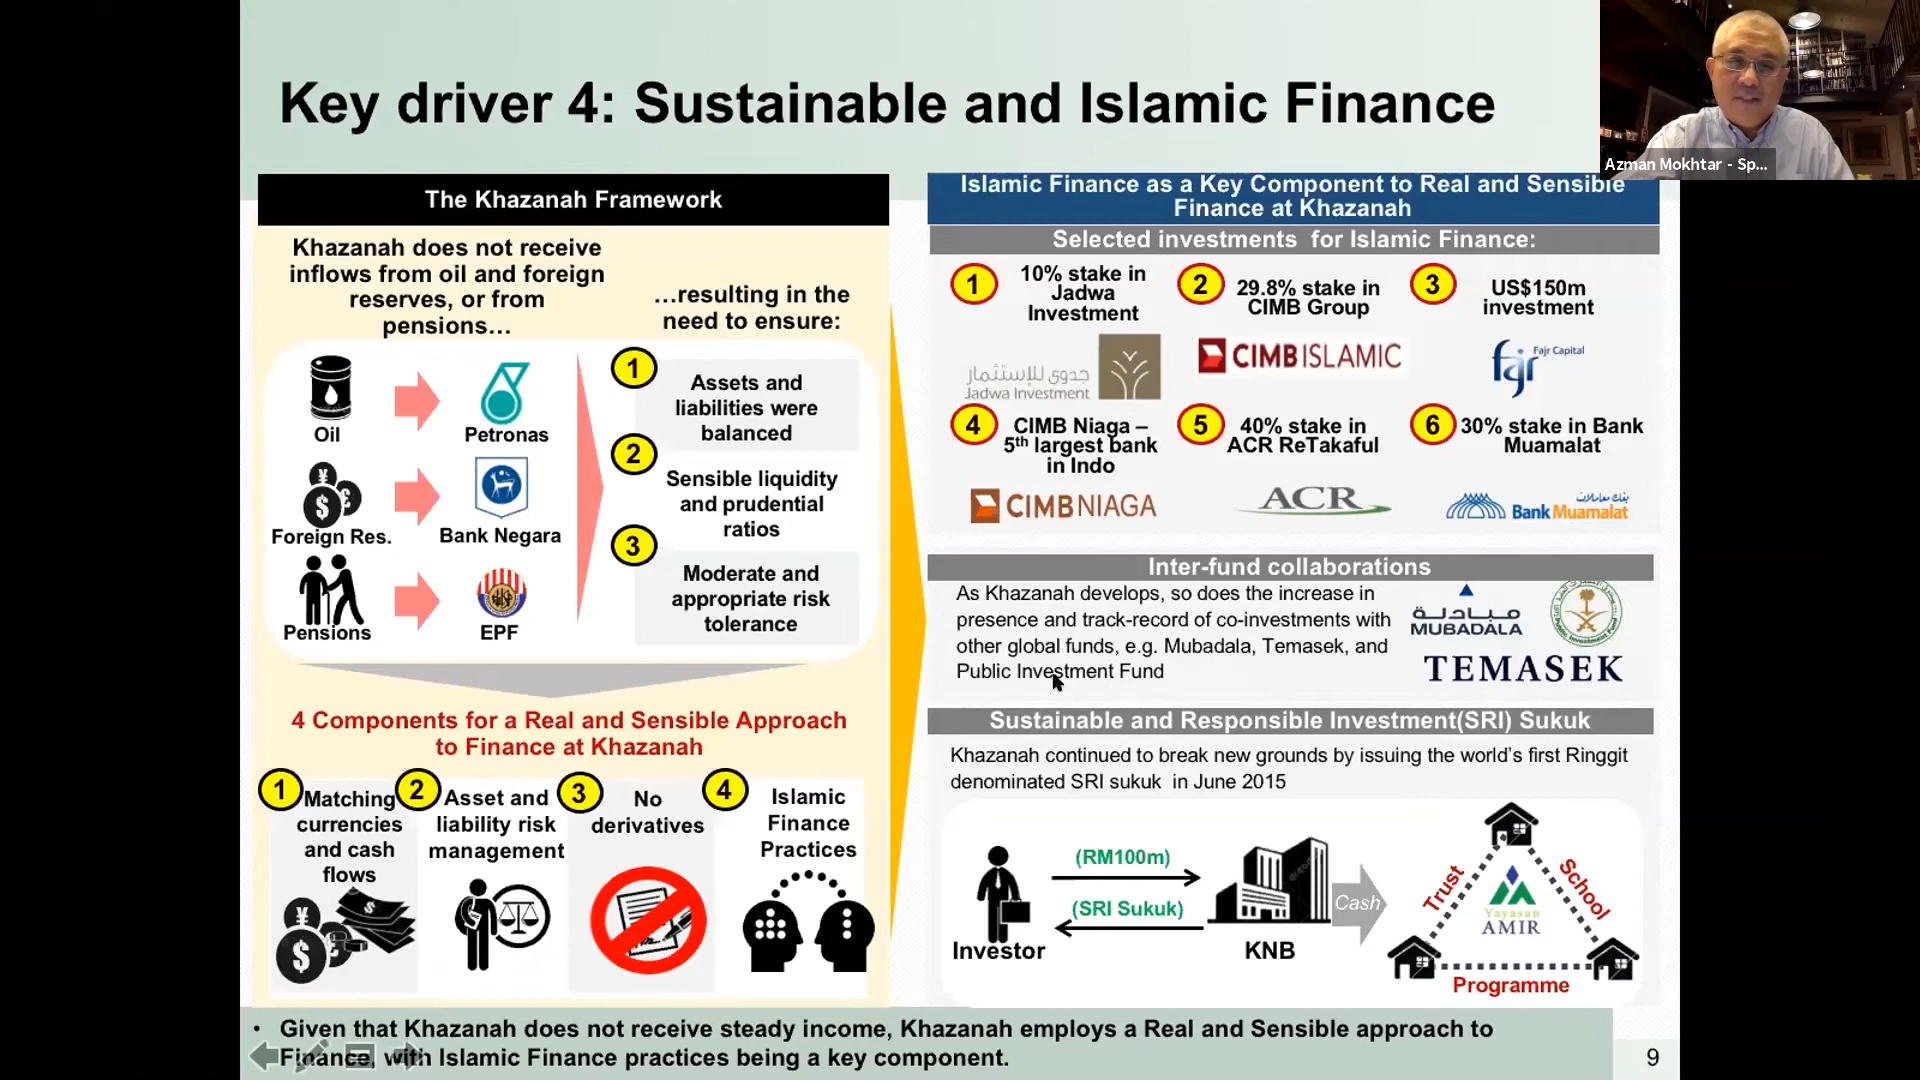 Key driver 4: Sustainable and Islamic Finance
Azman Mokhtar - Sp...
The Khazanah Framework
Khazanah does not receive
inflows from oil and foreign
reserves, or from
pensions…
…resulting in the
need to ensure:
Oil
Petronas
Foreign Res.
Bank Negara
Pensions
EPF
1
Assets and
liabilities were
balanced
2
Sensible liquidity
and prudential
ratios
3
Moderate and
appropriate risk
tolerance
4 Components for a Real and Sensible Approach
to Finance at Khazanah
1
Matching
currencies
and cash
flows
2
Asset and
liability risk
management
3
No
derivatives
4
Islamic
Finance
Practices
Islamic Finance as a Key Component to Real and Sensible
Finance at Khazanah
Selected investments for Islamic Finance:
1
10% stake in
Jadwa
Investment
جدوى للإستثمار
Jadwa Investment
2
29.8% stake in
CIMB Group
CIMB ISLAMIC
3
US$150m
investment
fajr
Fajr Capital
4
CIMB Niaga –
5th largest bank
in Indo
CIMB NIAGA
5
40% stake in
ACR ReTakaful
ACR
6
30% stake in Bank
Muamalat
بنك معاملات
Bank Muamalat
Inter-fund collaborations
As Khazanah develops, so does the increase in
presence and track-record of co-investments with
other global funds, e.g. Mubadala, Temasek, and
Public Investment Fund
مبادلة
MUBADALA
TEMASEK
Sustainable and Responsible Investment(SRI) Sukuk
Khazanah continued to break new grounds by issuing the world's first Ringgit
denominated SRI sukuk in June 2015
(RM100m)
(SRI Sukuk)
Investor
KNB
Cash
Trust
School
Programme
Yayasan
AMIR
• Given that Khazanah does not receive steady income, Khazanah employs a Real and Sensible approach to
Finance, with Islamic Finance practices being a key component.
9